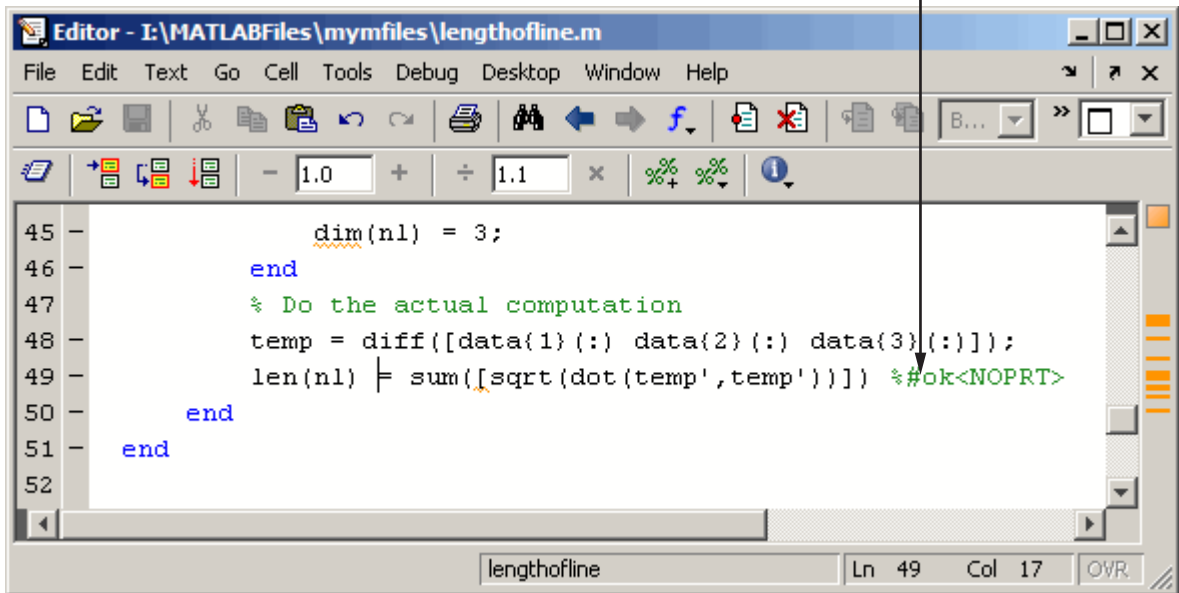 Editor - I:\MATLABFiles\mymfiles\lengthofline.m
File Edit Text Go Cell Tools Debug Desktop Window Help
B...
- 1.0 + ÷ 1.1 ×
45 - dim(nl) = 3;
46 - end
47 % Do the actual computation
48 - temp = diff([data{1}(:) data{2}(:) data{3}(:)]);
49 - len(nl) = sum([sqrt(dot(temp',temp'))]) %#ok<NOPRT>
50 - end
51 - end
52
lengthofline Ln 49 Col 17 OVR